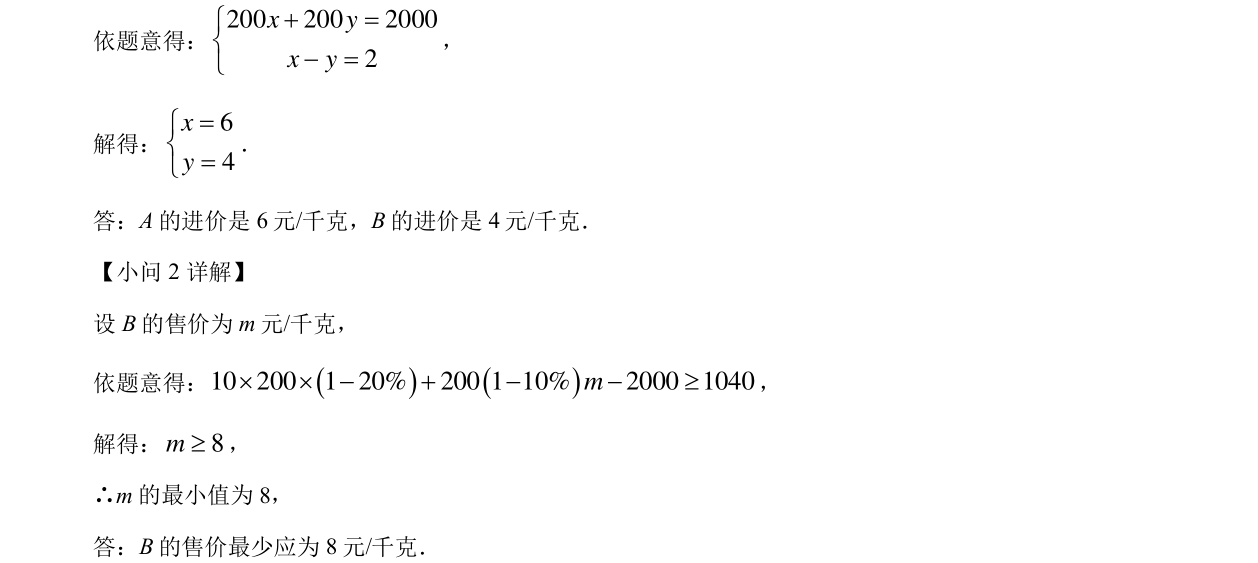 依题意得：{200x + 200y = 2000
x − y = 2，
解得：{x = 6
y = 4．
答：A 的进价是 6 元/千克，B 的进价是 4 元/千克．
【小问 2 详解】
设 B 的售价为 m 元/千克，
依题意得：10×200×(1−20%)+200(1−10%)m−2000≥1040，
解得：m≥8，
∴m 的最小值为 8，
答：B 的售价最少应为 8 元/千克．